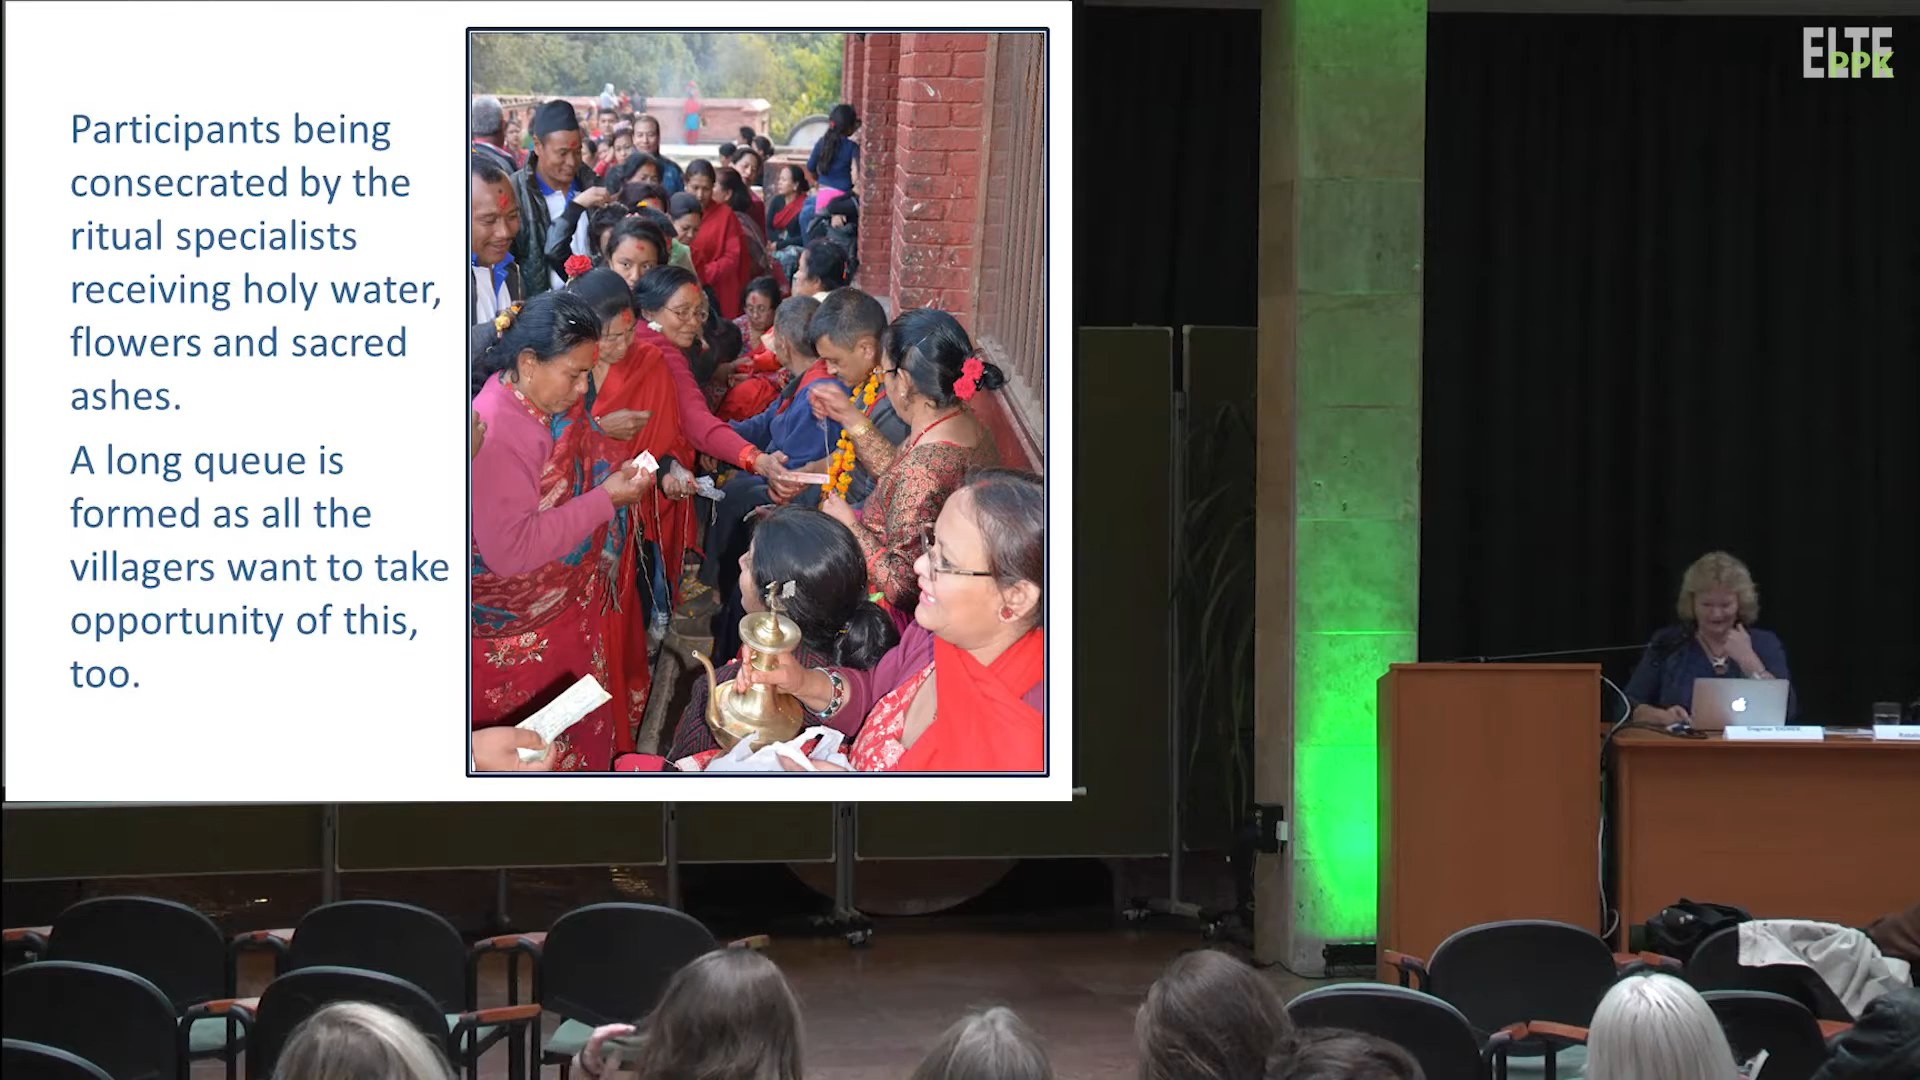 Participants being
consecrated by the
ritual specialists
receiving holy water,
flowers and sacred
ashes.
A long queue is
formed as all the
villagers want to take
opportunity of this,
too.
ELTE
PPK